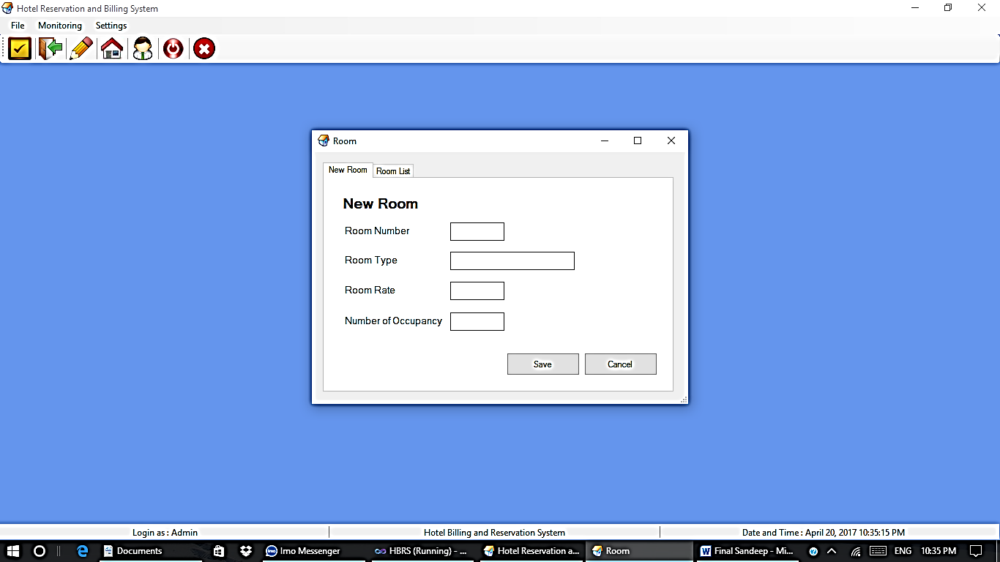 Hotel Reservation and Billing System
File Monitoring Settings
Room
New Room Room List
New Room
Room Number
Room Type
Room Rate
Number of Occupancy
Save Cancel
Login as : Admin Hotel Billing and Reservation System Date and Time : April 20, 2017 10:35:15 PM
Documents Imo Messenger HBRS (Running) - ... Hotel Reservation a... Room Final Sandeep - Mi... ENG 10:35 PM